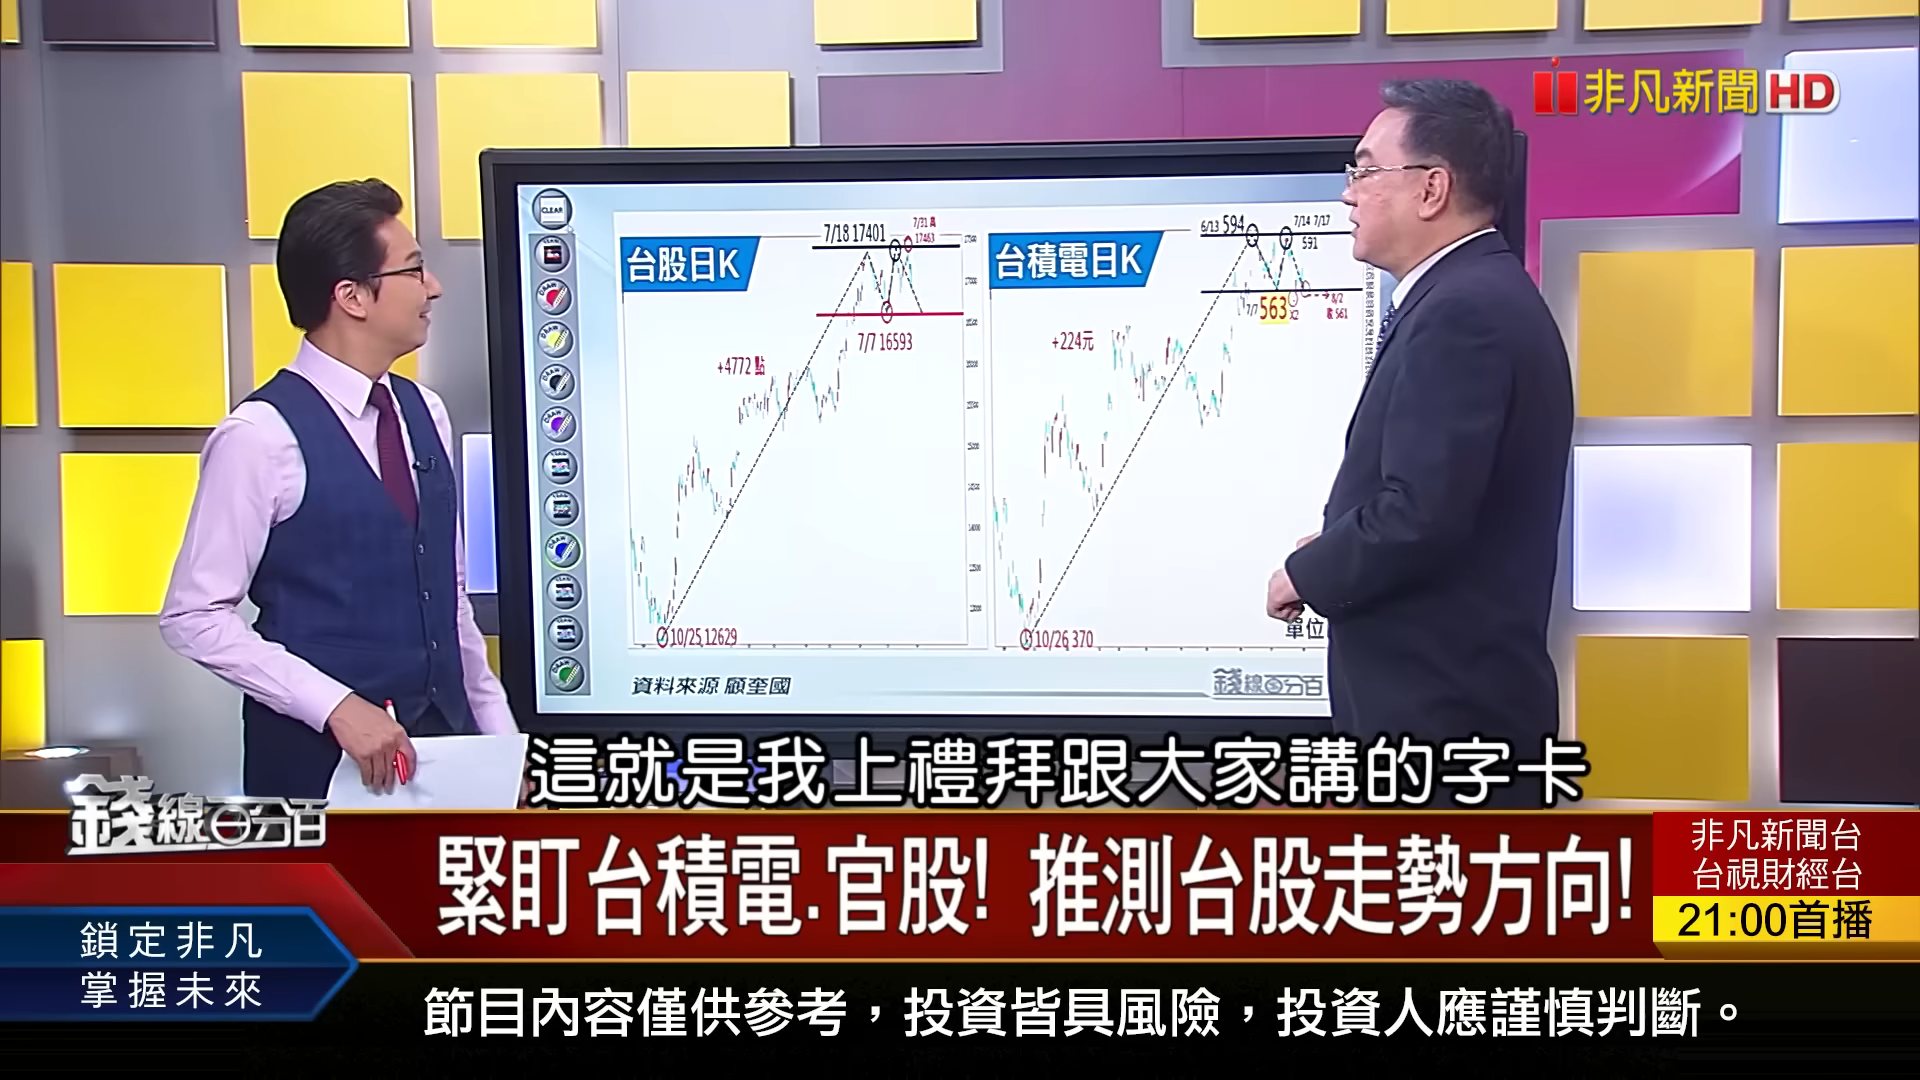 非凡新聞HD
CLEAR
台股日K
7/18 17401
7/31 高
17463
7/7 16593
+4772 點
10/25 12629
台積電日K
6/13 594
7/14 7/17
591
7/7 563
X2
8/2
收 561
+224元
10/26 370
單位
資料來源 顧奎國
錢線百分百
這就是我上禮拜跟大家講的字卡
錢線百分百
緊盯台積電.官股! 推測台股走勢方向!
非凡新聞台
台視財經台
21:00首播
鎖定非凡
掌握未來
節目內容僅供參考，投資皆具風險，投資人應謹慎判斷。